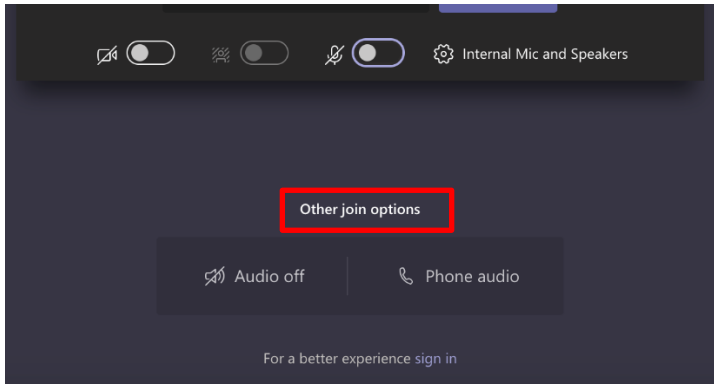 Internal Mic and Speakers
Other join options
Audio off
Phone audio
For a better experience sign in